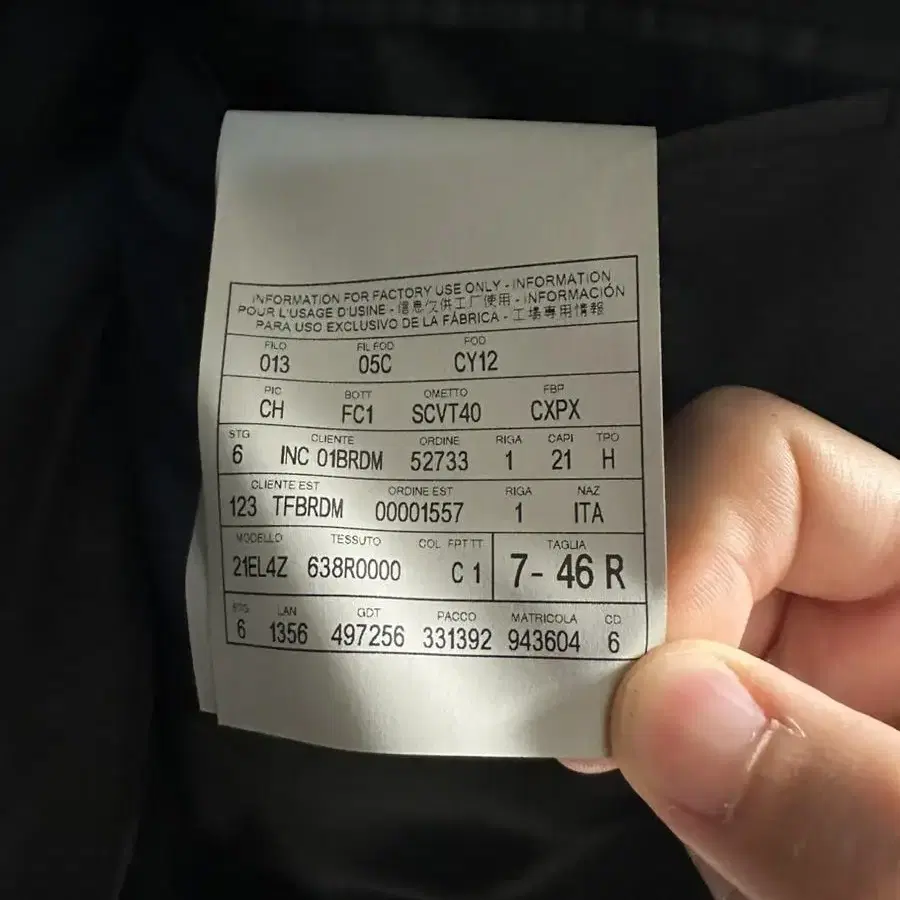 INFORMATION FOR FACTORY USE ONLY - INFORMATION
POUR L'USAGE D'USINE - 信息仅供工厂使用 - INFORMACIÓN
PARA USO EXCLUSIVO DE LA FÁBRICA - 工場専用情報
FILO FIL FOD FOD
013 05C CY12
PIC BOTT OMETTO FBP
CH FC1 SCVT40 CXPX
STG CLIENTE ORDINE RIGA CAPI TPO
6 INC 01BRDM 52733 1 21 H
CLIENTE EST ORDINE EST RIGA NAZ
123 TFBRDM 00001557 1 ITA
MODELLO TESSUTO COL FPT TT TAGLIA
21EL4Z 638R0000 C 1 7- 46 R
STG LAN GDT PACCO MATRICOLA CD
6 1356 497256 331392 943604 6